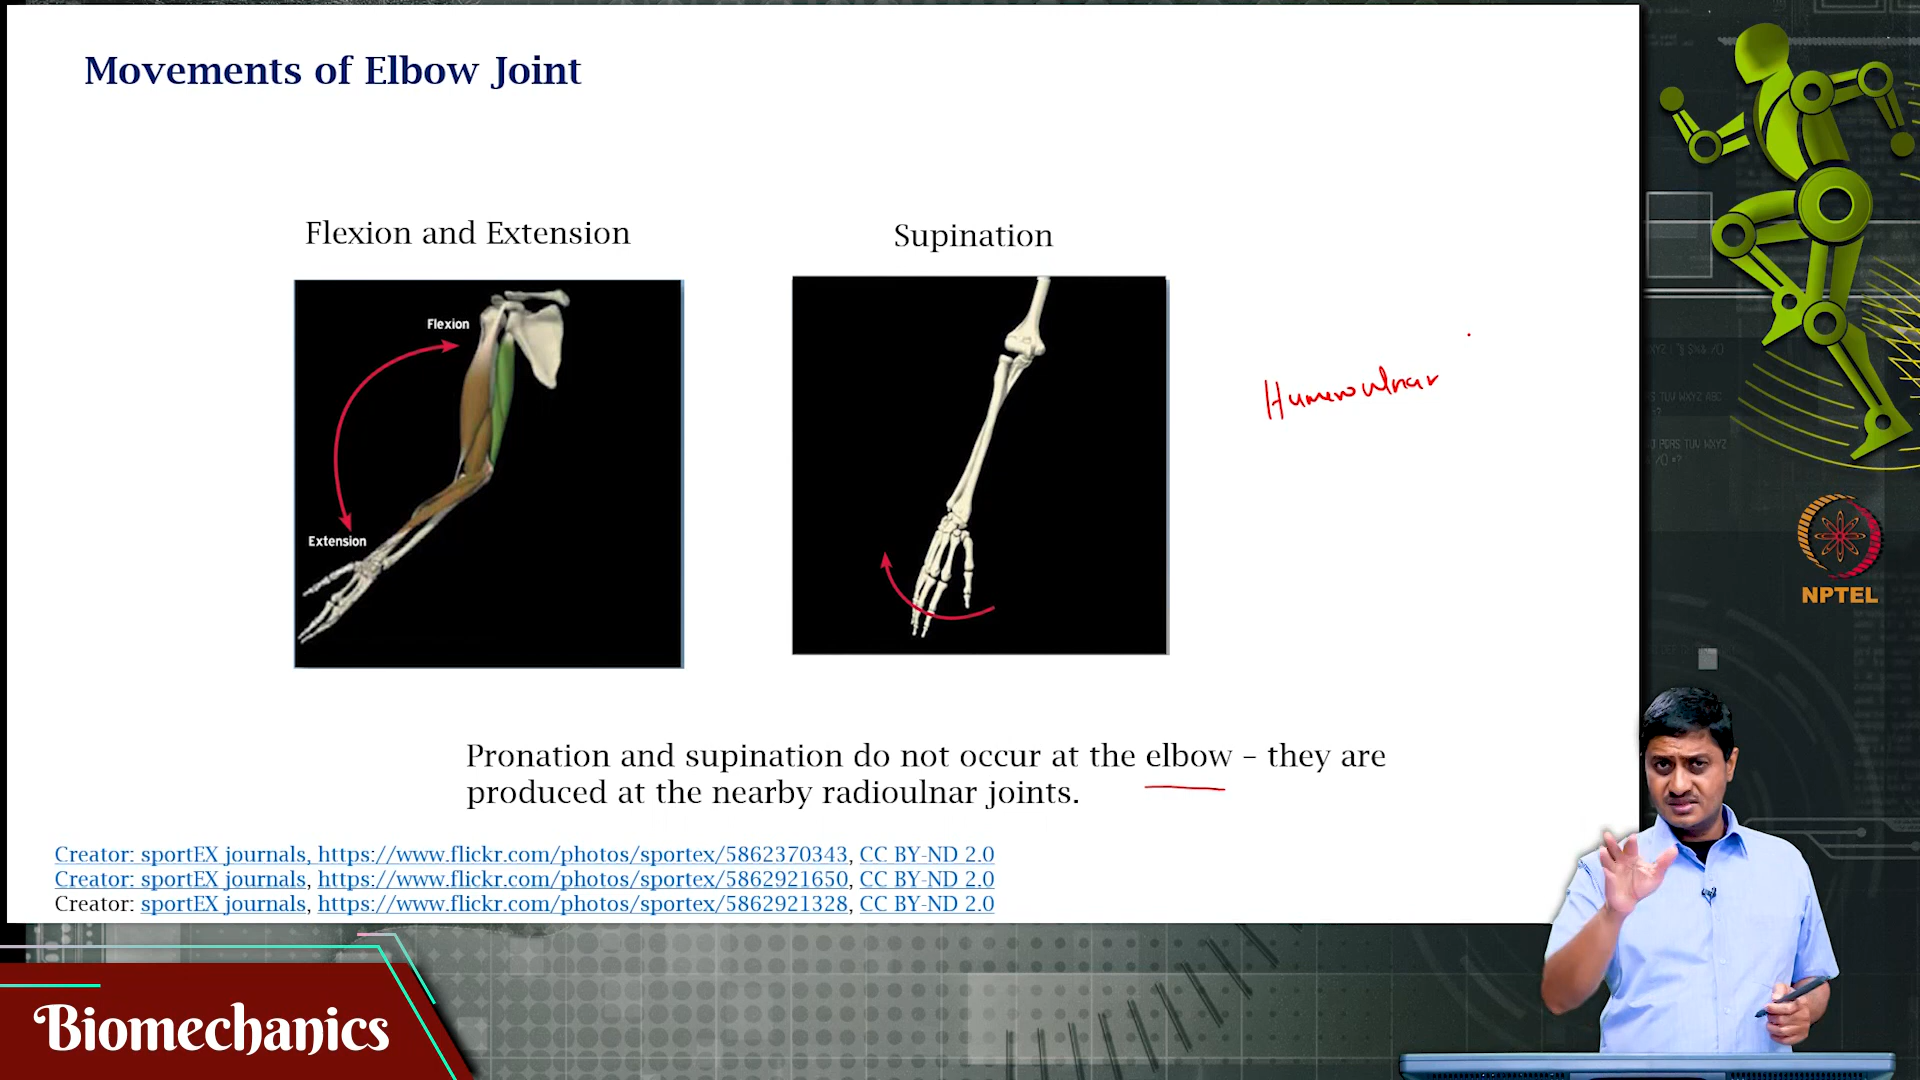 Movements of Elbow Joint
Flexion and Extension
Supination
Flexion
Extension
Humeroulnar
Pronation and supination do not occur at the elbow – they are
produced at the nearby radioulnar joints.
Creator: sportEX journals, https://www.flickr.com/photos/sportex/5862370343, CC BY-ND 2.0
Creator: sportEX journals, https://www.flickr.com/photos/sportex/5862921650, CC BY-ND 2.0
Creator: sportEX journals, https://www.flickr.com/photos/sportex/5862921328, CC BY-ND 2.0
NPTEL
Biomechanics